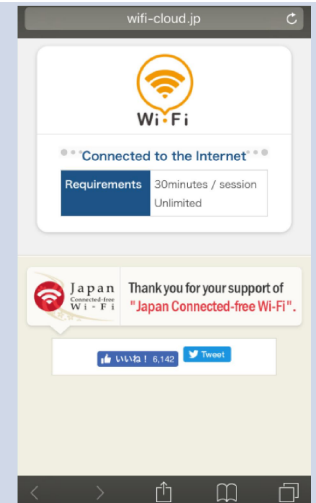 wifi-cloud.jp
Wi-Fi
Connected to the Internet
Requirements 30minutes / session
Unlimited
Japan
Connected-free
Wi-Fi
Thank you for your support of
"Japan Connected-free Wi-Fi".
いいね！ 6,142 Tweet